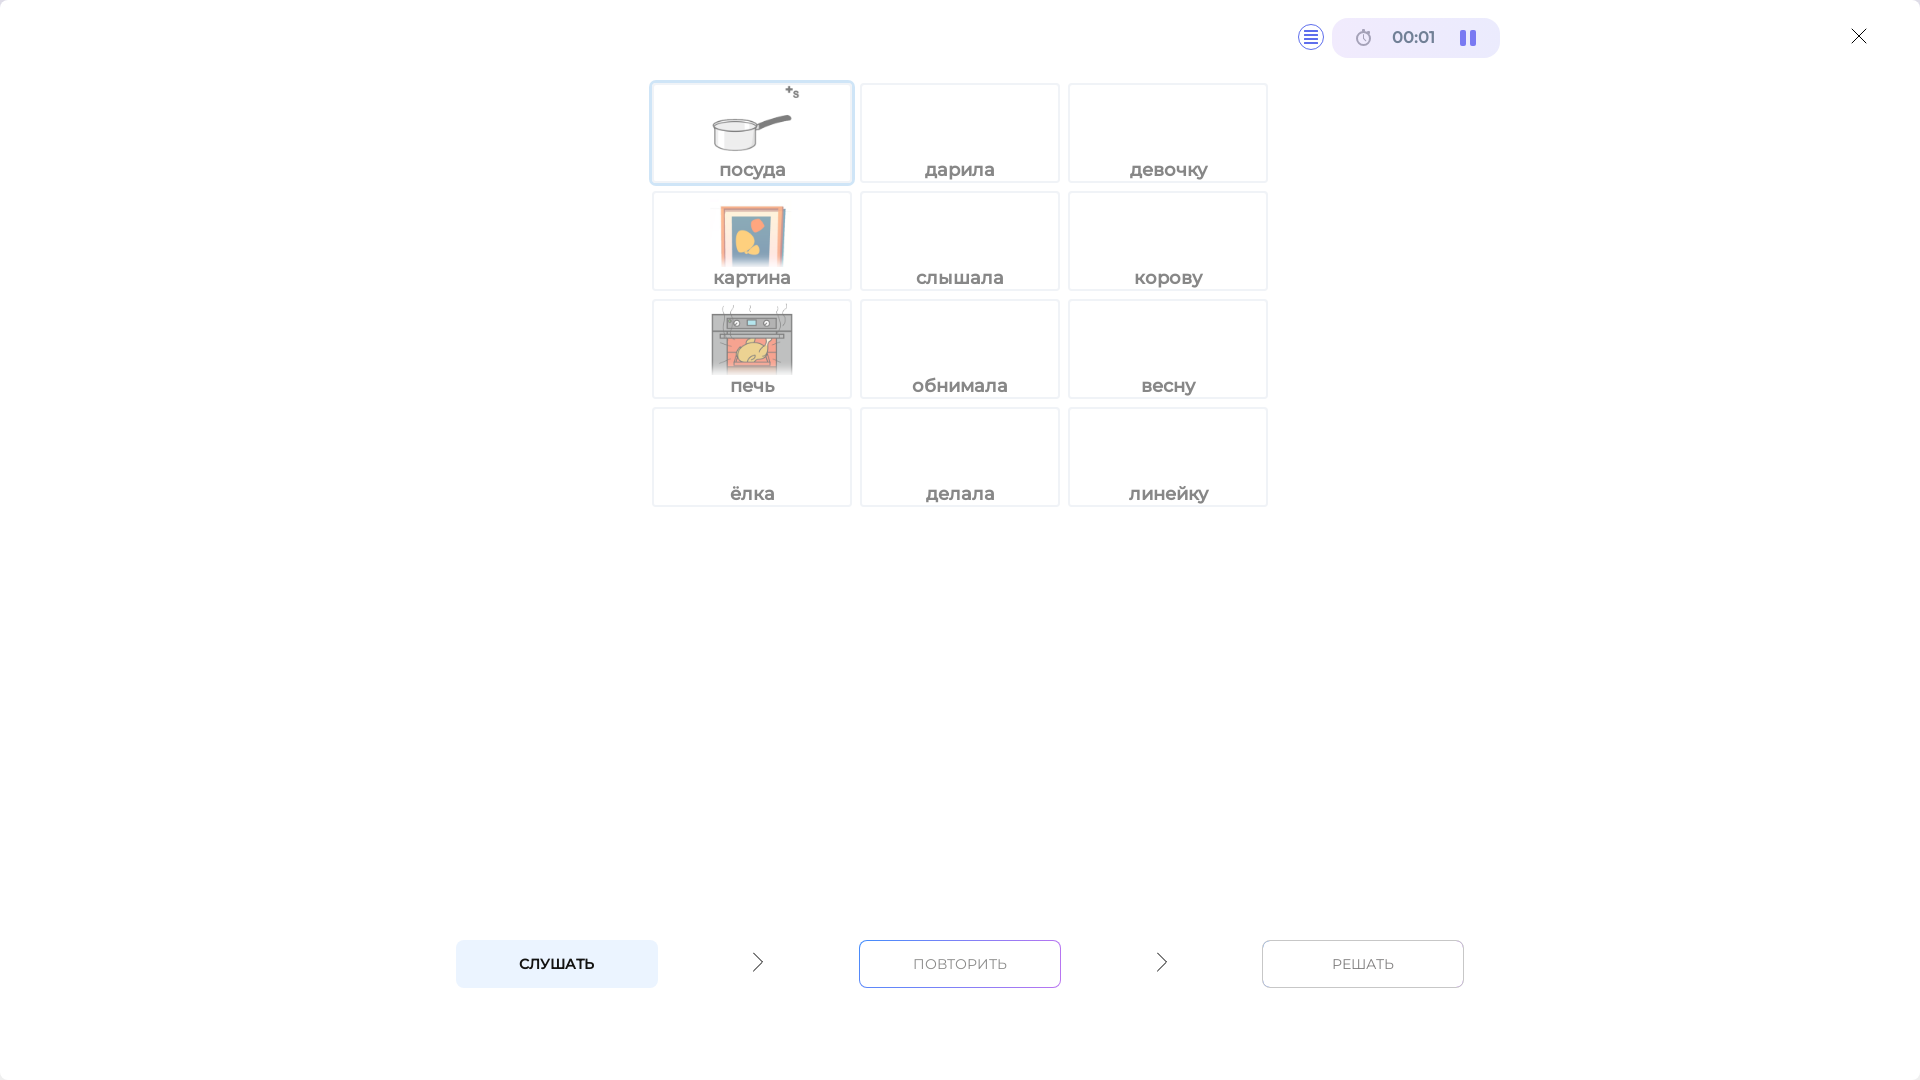 00:01
+s
посуда
дарила
девочку
картина
слышала
корову
печь
обнимала
весну
ёлка
делала
линейку
СЛУШАТЬ
ПОВТОРИТЬ
РЕШАТЬ